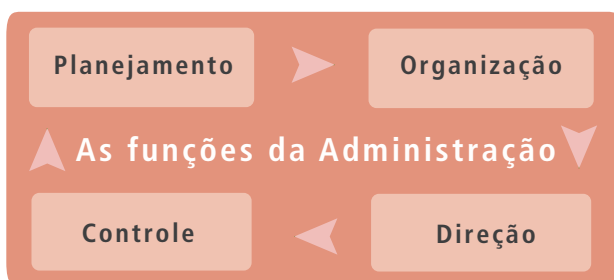 Planejamento
Organização
As funções da Administração
Controle
Direção